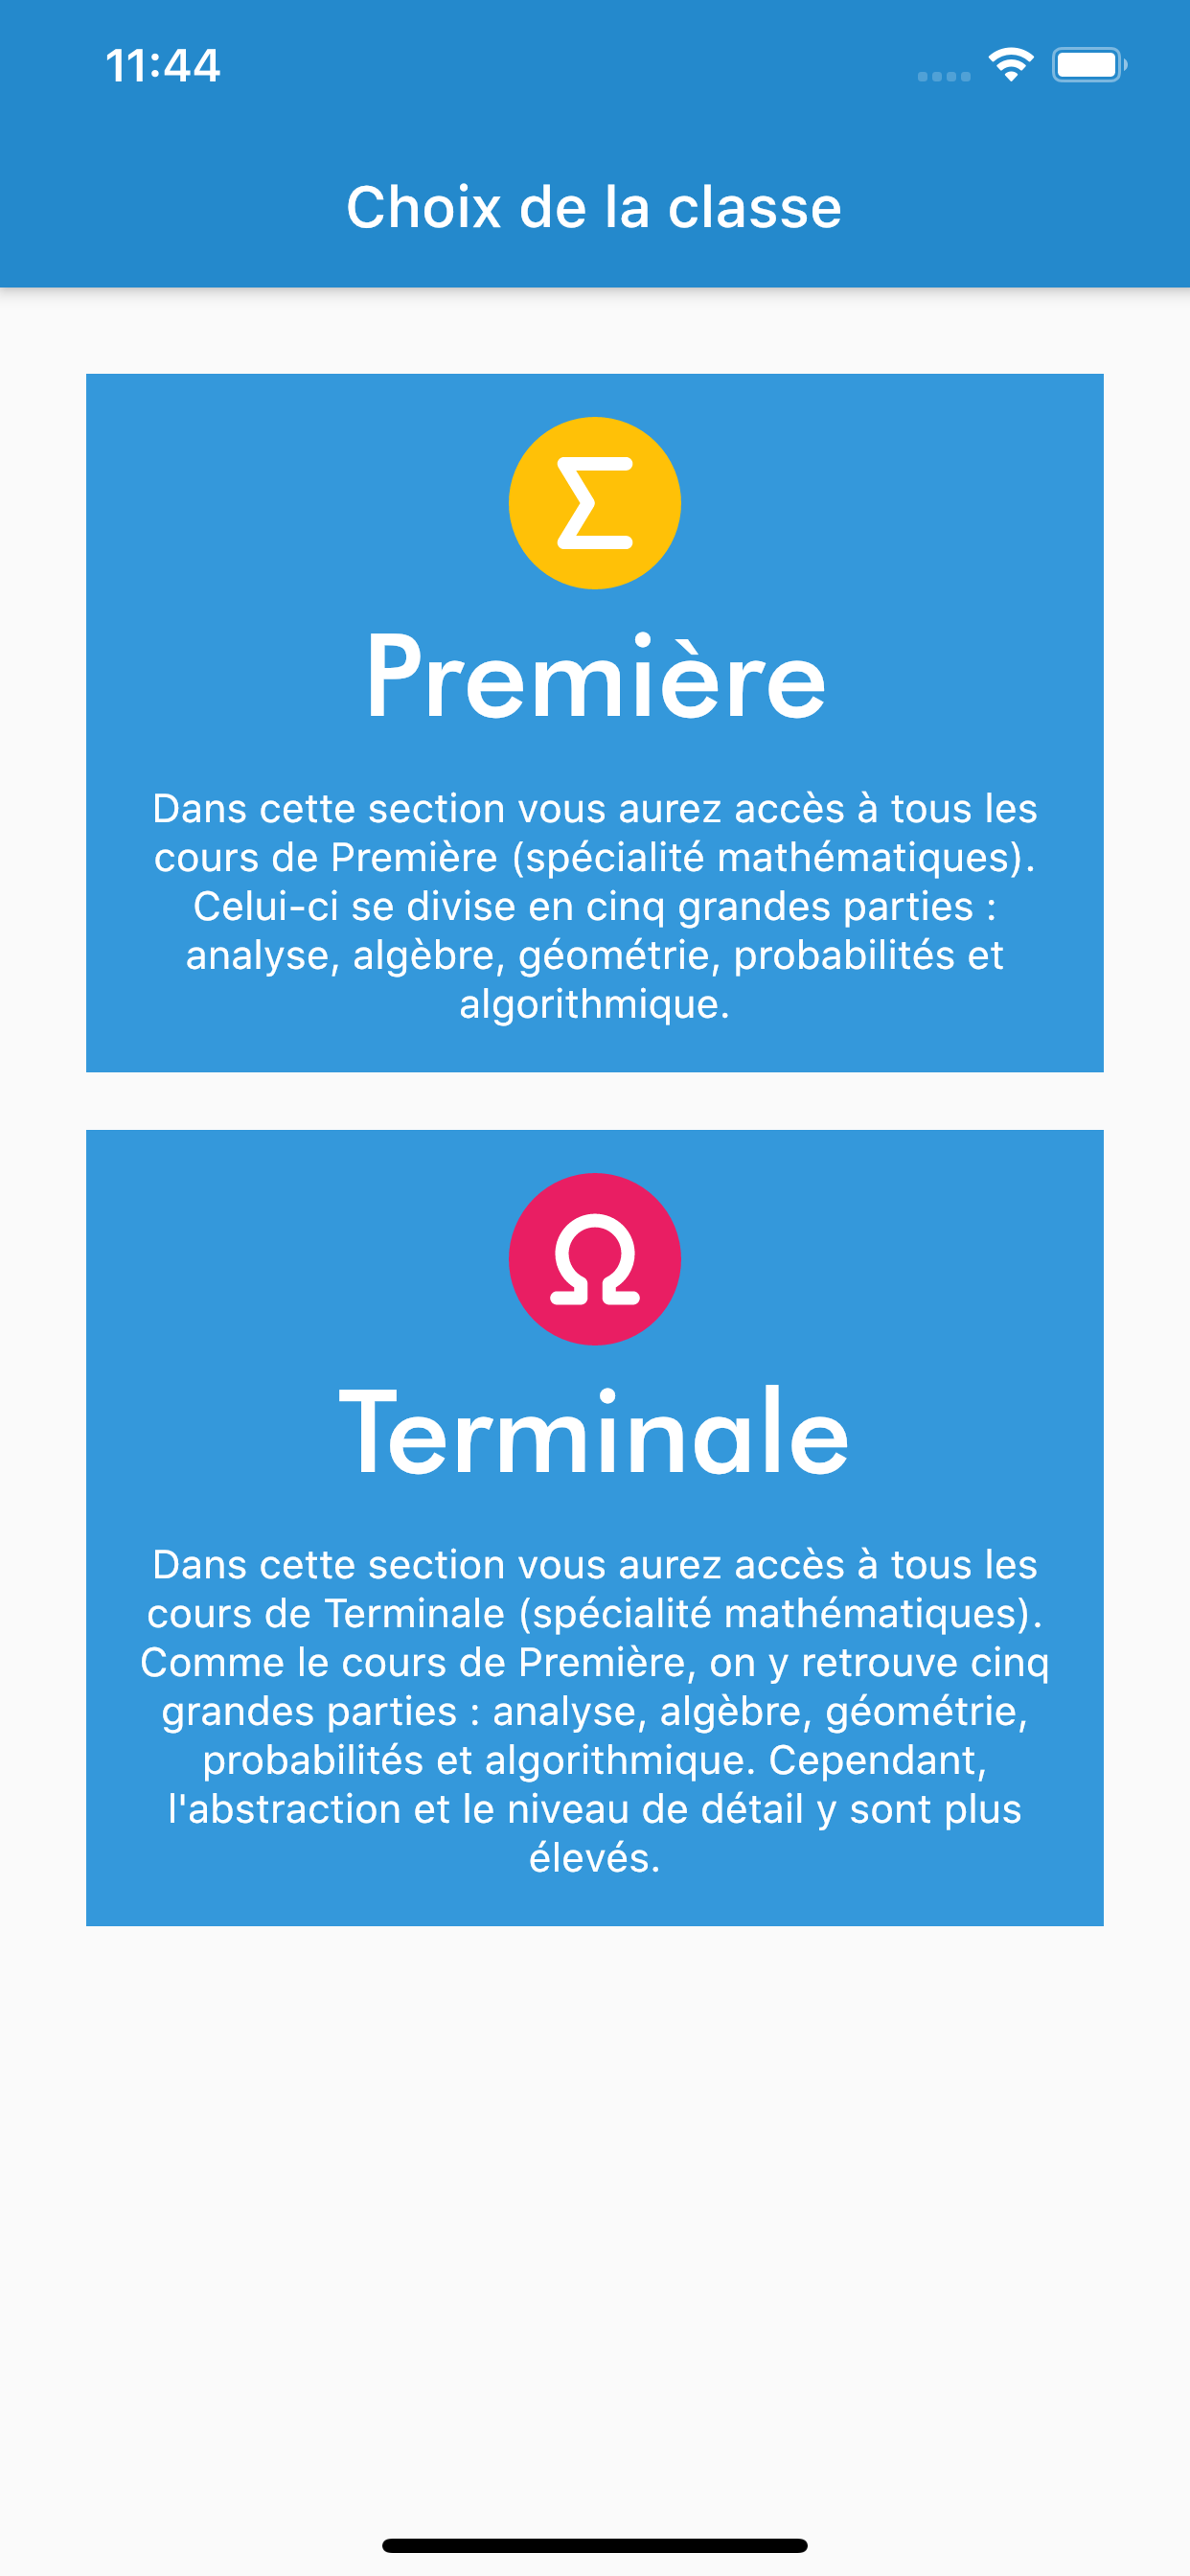 11:44
Choix de la classe
Σ
Première
Dans cette section vous aurez accès à tous les
cours de Première (spécialité mathématiques).
Celui-ci se divise en cinq grandes parties :
analyse, algèbre, géométrie, probabilités et
algorithmique.
Ω
Terminale
Dans cette section vous aurez accès à tous les
cours de Terminale (spécialité mathématiques).
Comme le cours de Première, on y retrouve cinq
grandes parties : analyse, algèbre, géométrie,
probabilités et algorithmique. Cependant,
l'abstraction et le niveau de détail y sont plus
élevés.